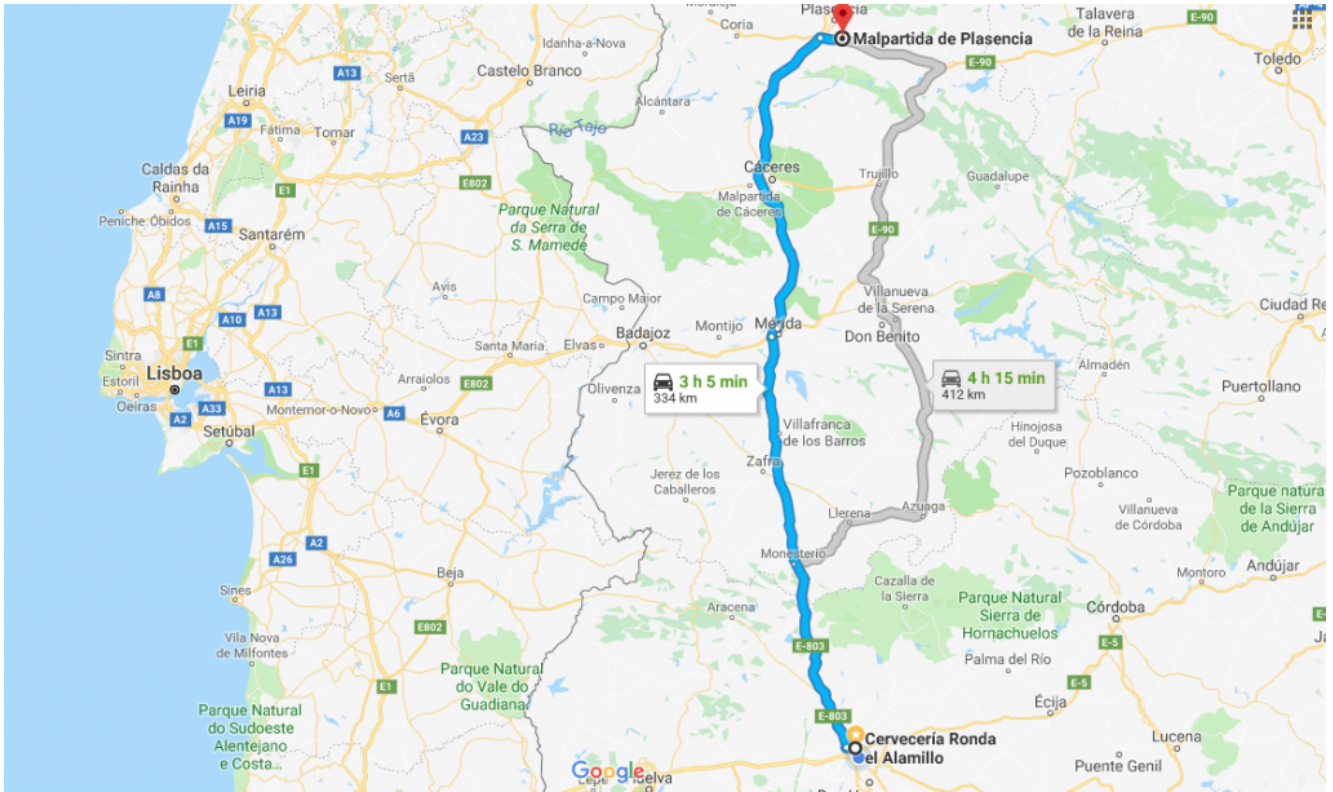 Plasencia
Talavera
de la Reina
E-90
Coria
Malpartida de Plasencia
Idanha-a-Nova
Toledo
E-90
A13
Sertã
Castelo Branco
Leiria
Alcántara
A19
Fátima
Tomar
A23
Río Tajo
Caldas da
Rainha
E1
E802
Cáceres
Trujillo
Guadalupe
Malpartida
de Cáceres
Peniche
Óbidos
A15
Santarém
Parque Natural
da Serra de
S. Mamede
E-90
A8
Avis
Campo Maior
Villanueva
de la Serena
A10
A13
Mérida
Montijo
Badajoz
Don Benito
E1
Santa Maria
Elvas
Sintra
Estoril
Lisboa
Oeiras
A13
Arraiolos
E802
Olivenza
3 h 5 min
334 km
4 h 15 min
412 km
Almadén
Puertollano
A2
A33
Montemor-o-Novo
A6
Évora
Setúbal
Villafranca
de los Barros
Hinojosa
del Duque
E1
Zafra
Jerez de los
Caballeros
Pozoblanco
Villanueva
de Córdoba
Parque natura
de la Sierra
de Andújar
Llerena
Azuaga
A2
A26
Monesterio
Andújar
Montoro
Beja
Sines
Cazalla de
la Sierra
Parque Natural
Sierra de
Hornachuelos
Córdoba
Aracena
E802
E-5
Vila Nova
de Milfontes
E-803
Palma del Río
Parque Natural
do Vale do
Guadiana
E1
E-5
Écija
Parque Natural
do Sudoeste
Alentejano
e Costa...
E-803
Cervecería Ronda
el Alamillo
Lucena
Puente Genil
Google
Lepe
Ciudad Re